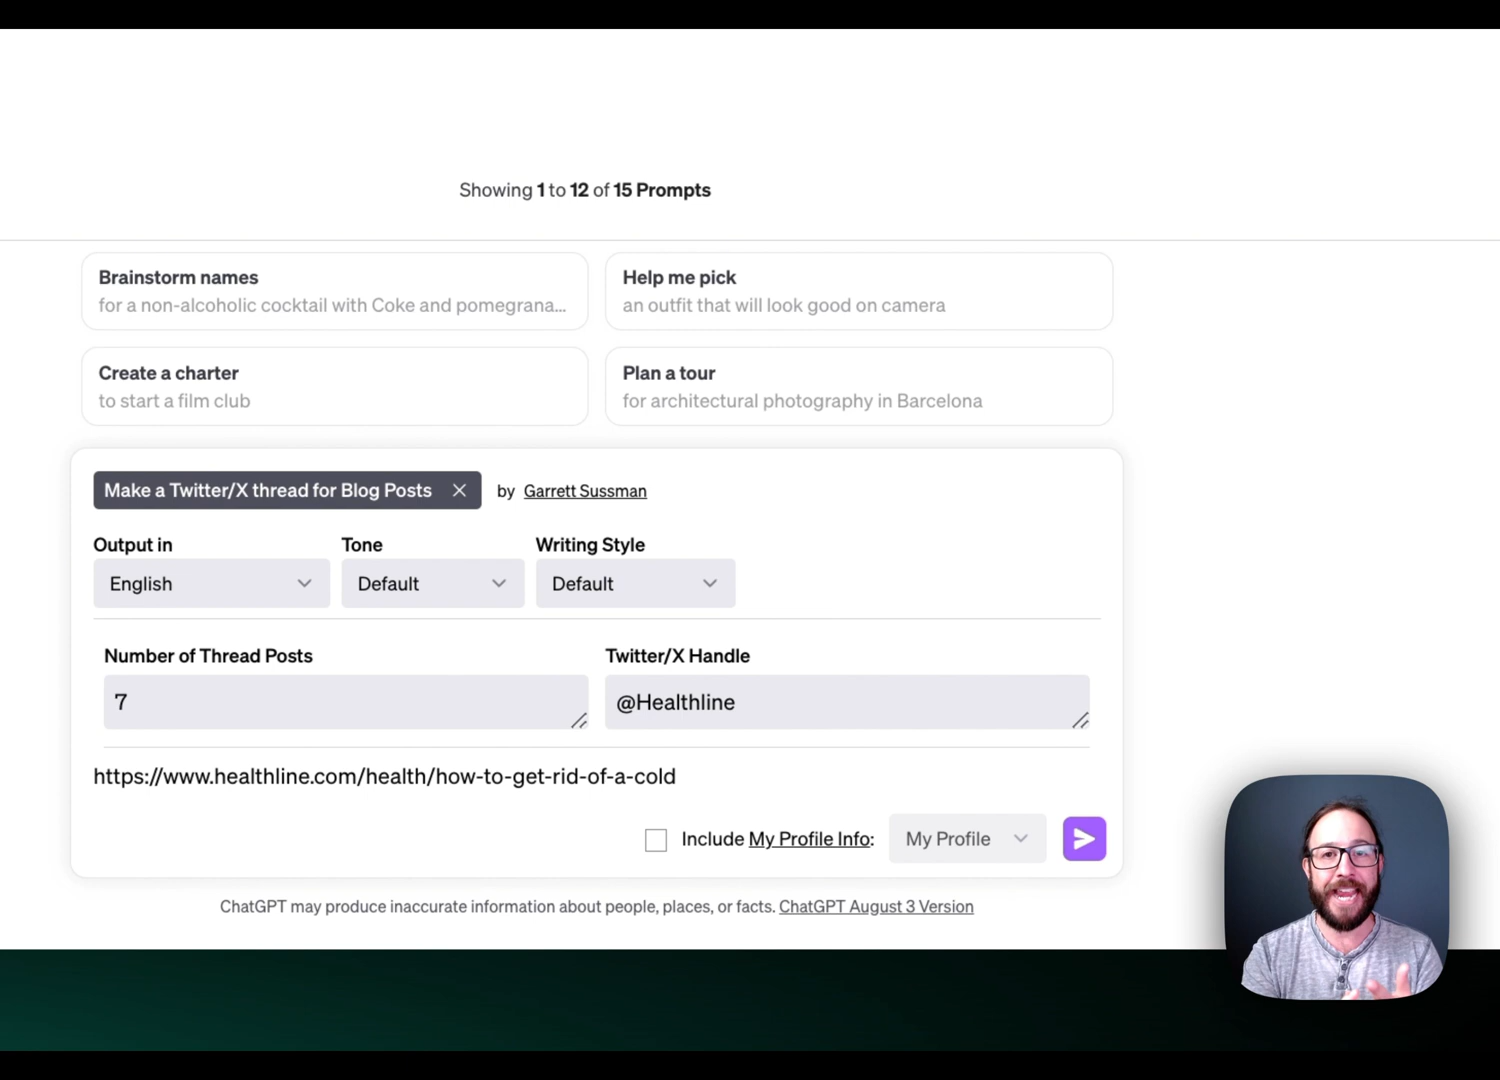 Showing 1 to 12 of 15 Prompts
Brainstorm names
for a non-alcoholic cocktail with Coke and pomegrana...
Help me pick
an outfit that will look good on camera
Create a charter
to start a film club
Plan a tour
for architectural photography in Barcelona
Make a Twitter/X thread for Blog Posts by Garrett Sussman
Output in Tone Writing Style
English Default Default
Number of Thread Posts Twitter/X Handle
7 @Healthline
https://www.healthline.com/health/how-to-get-rid-of-a-cold
Include My Profile Info: My Profile
ChatGPT may produce inaccurate information about people, places, or facts. ChatGPT August 3 Version